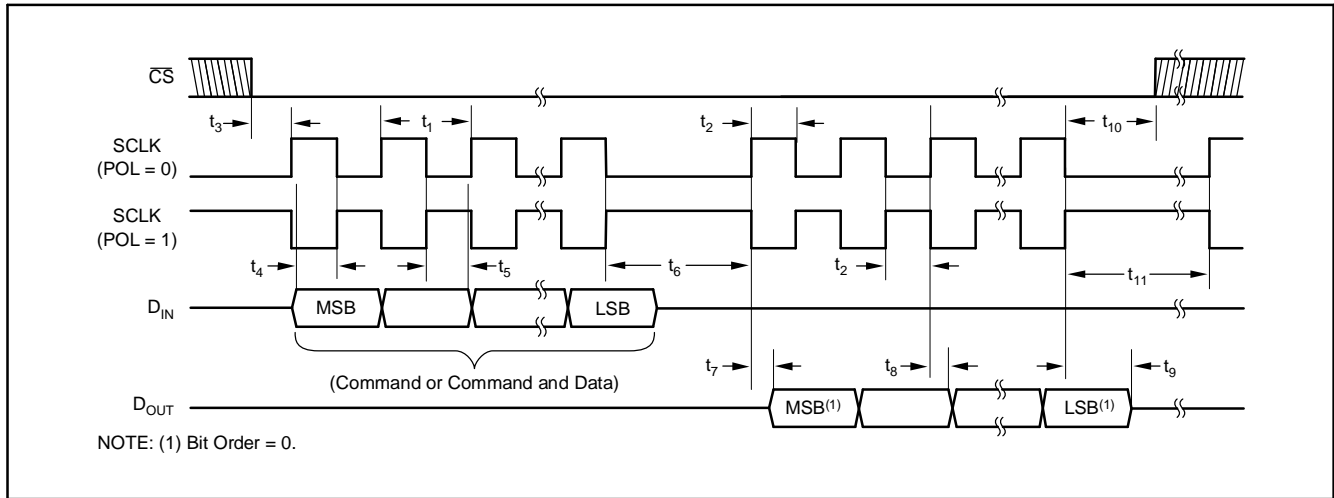 CS
t3
t1
t2
t10
SCLK
(POL = 0)
SCLK
(POL = 1)
t4
t5
t6
t2
t11
DIN
MSB
LSB
(Command or Command and Data)
t7
t8
t9
DOUT
MSB(1)
LSB(1)
NOTE: (1) Bit Order = 0.